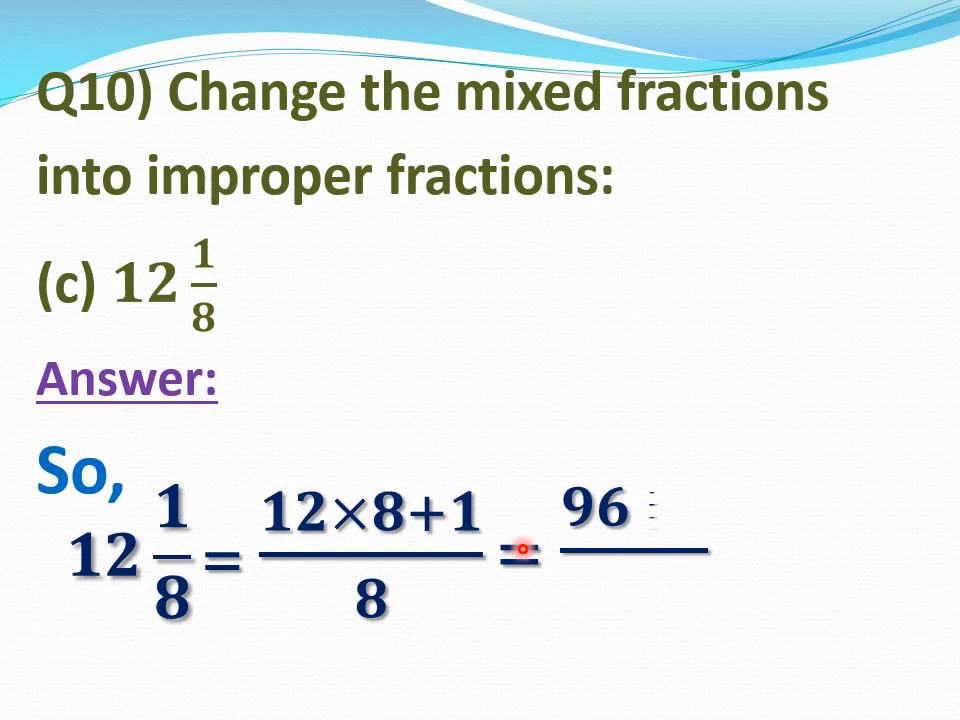 Q10) Change the mixed fractions
into improper fractions:
(c) 12 1/8
Answer:
So,
12 1/8 = 12×8+1/8 = 96